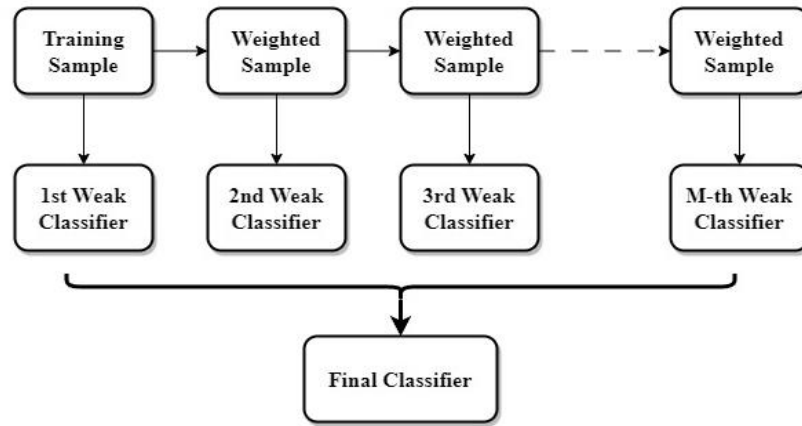 Training
Sample
Weighted
Sample
Weighted
Sample
Weighted
Sample
1st Weak
Classifier
2nd Weak
Classifier
3rd Weak
Classifier
M-th Weak
Classifier
Final Classifier